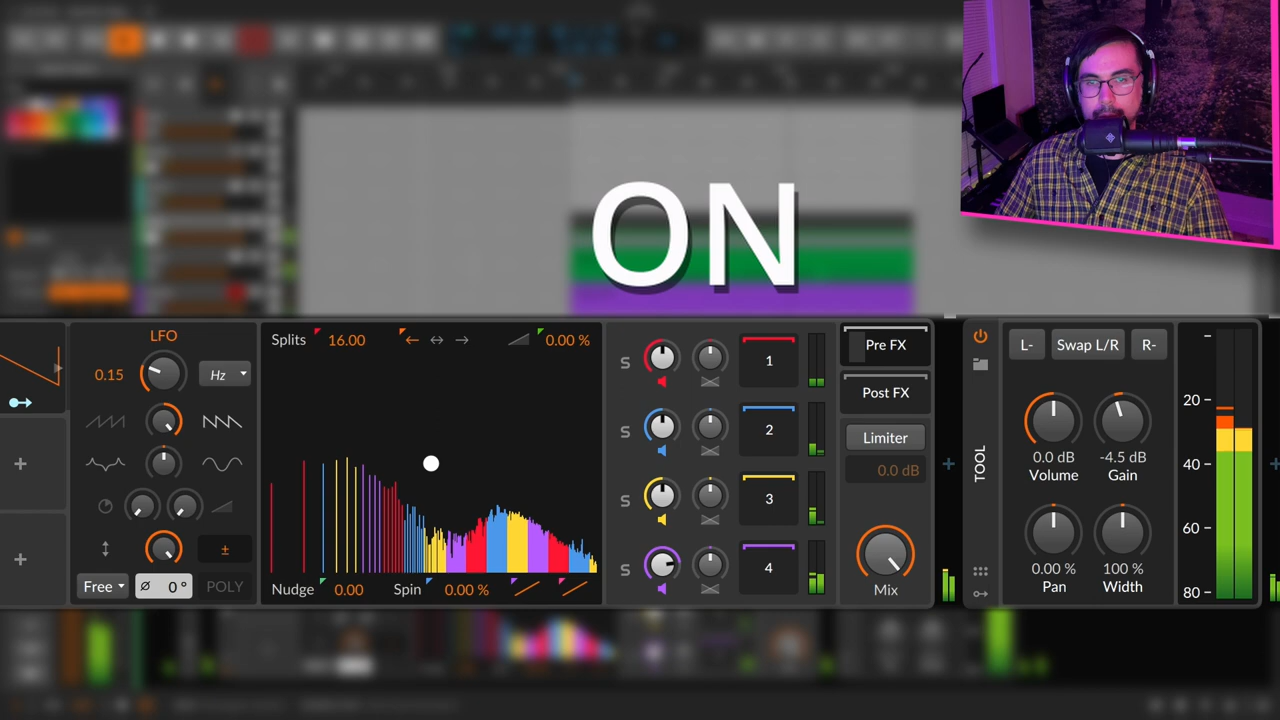 ON
LFO
0.15
Hz
Free
ø 0°
POLY
±
Splits 16.00
0.00 %
Nudge 0.00 Spin 0.00 %
S 1
S 2
S 3
S 4
Pre FX
Post FX
Limiter
0.0 dB
Mix
TOOL
L- Swap L/R R-
0.0 dB
Volume
-4.5 dB
Gain
0.00 %
Pan
100 %
Width
20
40
60
80